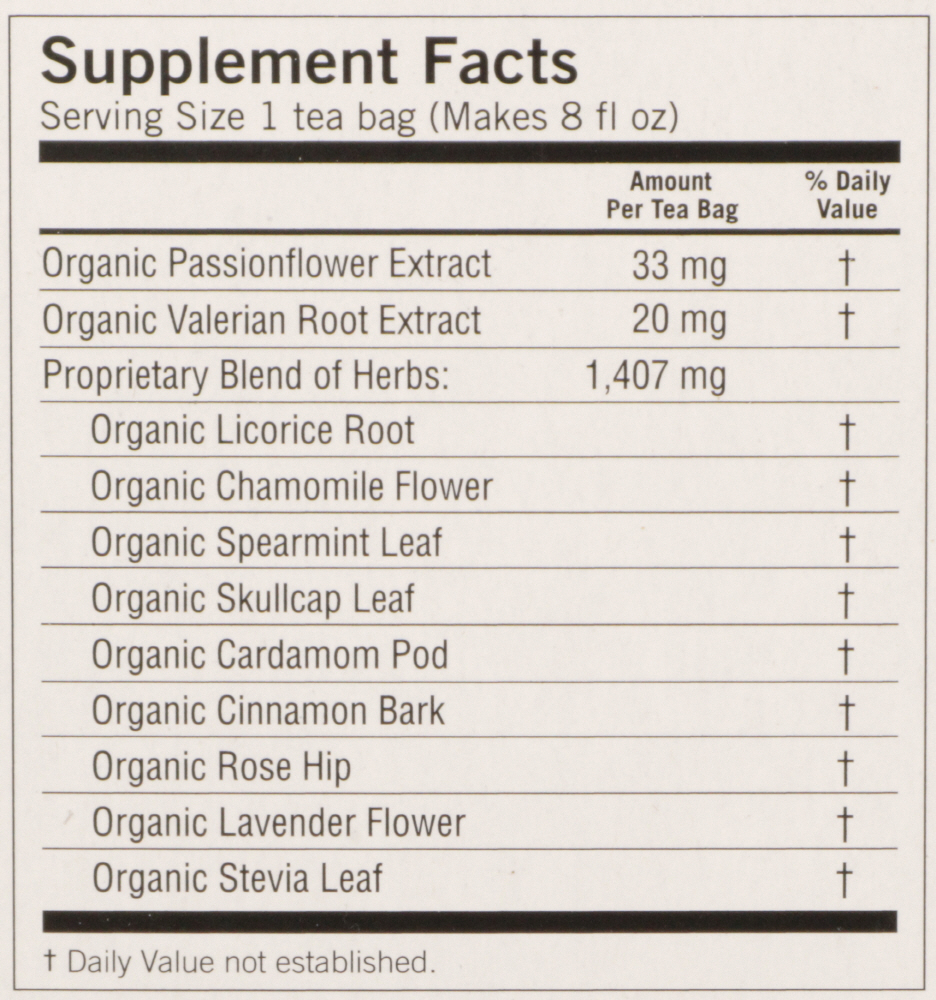 Supplement Facts
Serving Size 1 tea bag (Makes 8 fl oz)
Amount Per Tea Bag % Daily Value
Organic Passionflower Extract 33 mg †
Organic Valerian Root Extract 20 mg †
Proprietary Blend of Herbs: 1,407 mg
Organic Licorice Root †
Organic Chamomile Flower †
Organic Spearmint Leaf †
Organic Skullcap Leaf †
Organic Cardamom Pod †
Organic Cinnamon Bark †
Organic Rose Hip †
Organic Lavender Flower †
Organic Stevia Leaf †
† Daily Value not established.